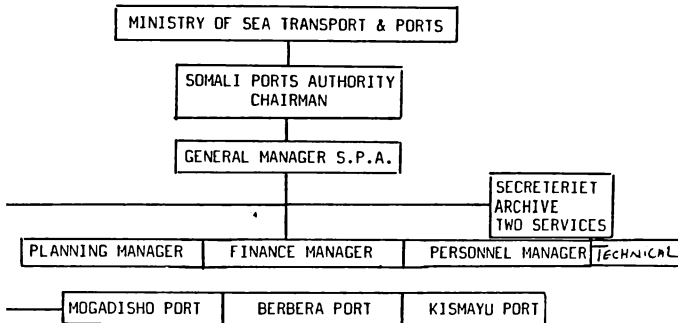 MINISTRY OF SEA TRANSPORT & PORTS
SOMALI PORTS AUTHORITY
CHAIRMAN
GENERAL MANAGER S.P.A.
SECRETERIET
ARCHIVE
TWO SERVICES
PLANNING MANAGER FINANCE MANAGER PERSONNEL MANAGER TECHNICAL
MOGADISHO PORT BERBERA PORT KISMAYU PORT